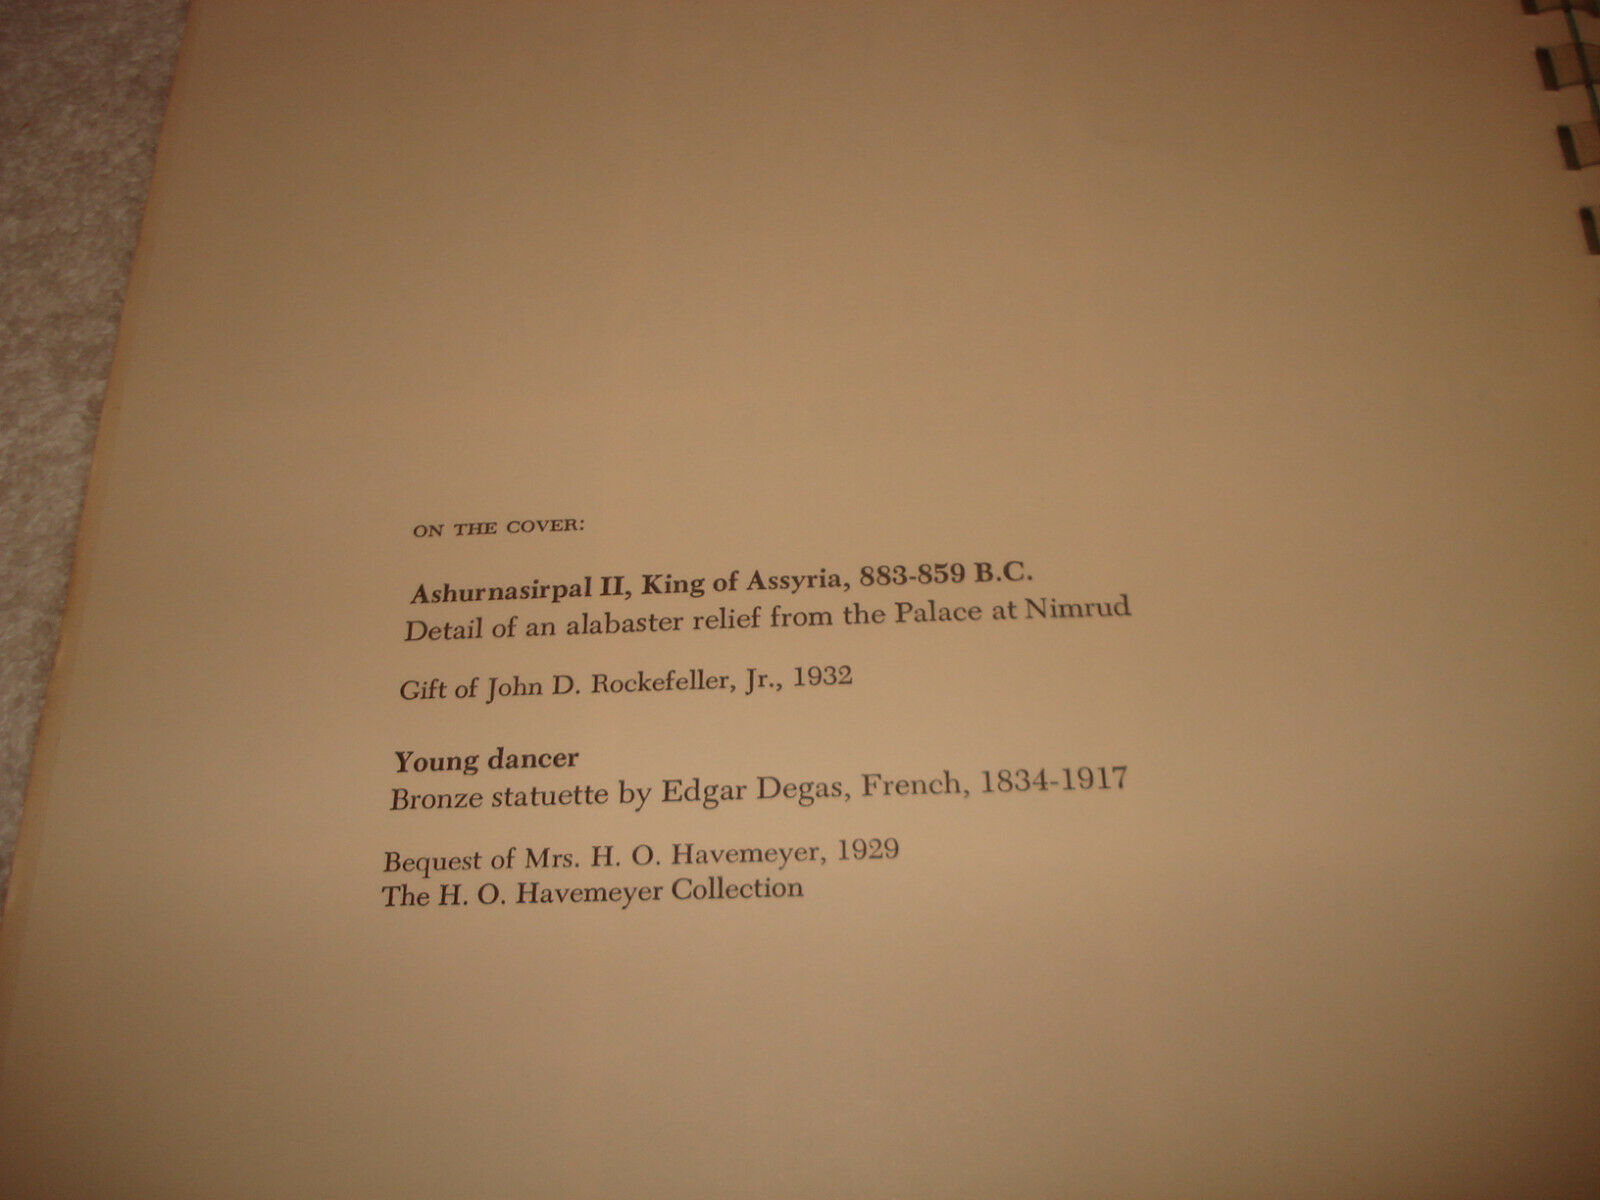 ON THE COVER:
Ashurnasirpal II, King of Assyria, 883-859 B.C.
Detail of an alabaster relief from the Palace at Nimrud
Gift of John D. Rockefeller, Jr., 1932
Young dancer
Bronze statuette by Edgar Degas, French, 1834-1917
Bequest of Mrs. H. O. Havemeyer, 1929
The H. O. Havemeyer Collection